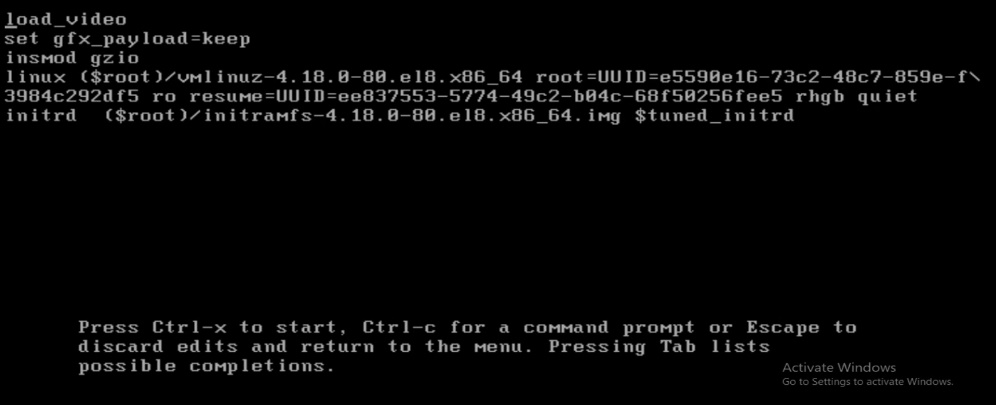 load_video
set gfx_payload=keep
insmod gzio
linux ($root)/vmlinuz-4.18.0-80.el8.x86_64 root=UUID=e5590e16-73c2-48c7-859e-f\
3984c292df5 ro resume=UUID=ee837553-5774-49c2-b04c-68f50256fee5 rhgb quiet
initrd  ($root)/initramfs-4.18.0-80.el8.x86_64.img $tuned_initrd
Press Ctrl-x to start, Ctrl-c for a command prompt or Escape to
discard edits and return to the menu. Pressing Tab lists
possible completions.
Activate Windows
Go to Settings to activate Windows.